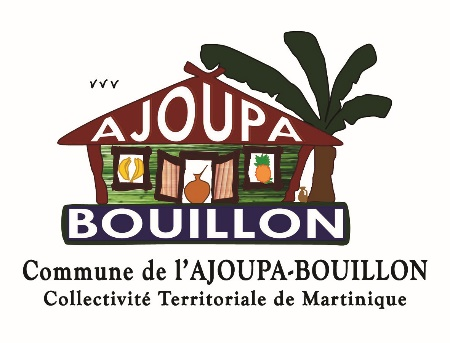 AJOUPA
BOUILLON
Commune de l'AJOUPA-BOUILLON
Collectivité Territoriale de Martinique